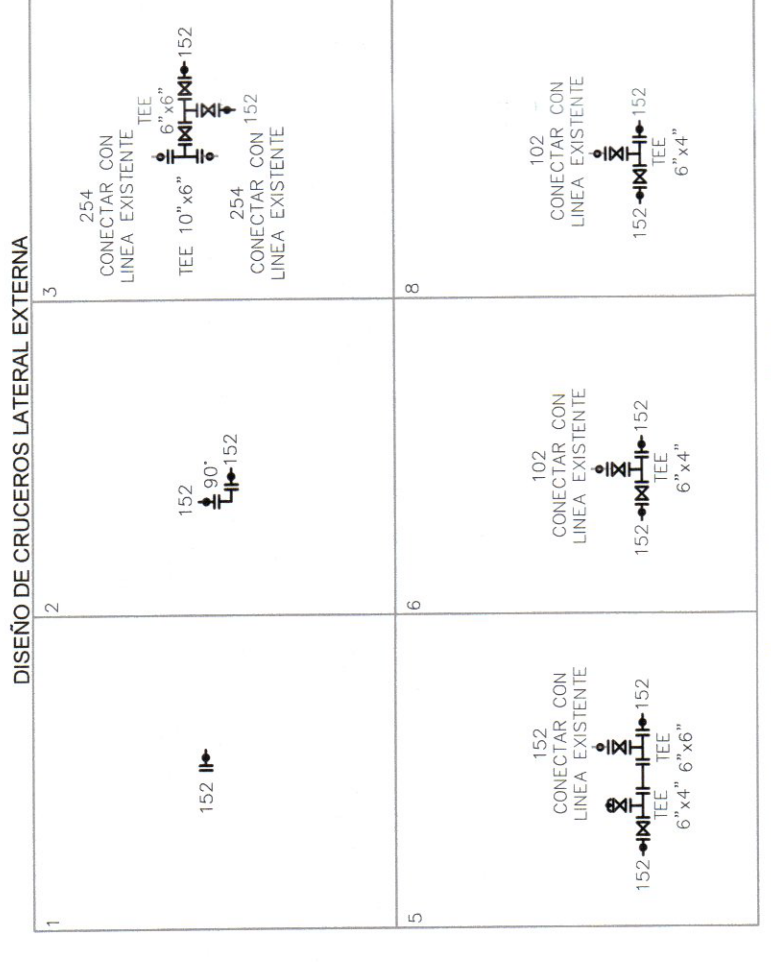 DISEÑO DE CRUCEROS LATERAL EXTERNA
1
152
2
152
90°
152
3
254
CONECTAR CON
LINEA EXISTENTE
TEE
6"x6"
152
TEE 10"x6"
254
CONECTAR CON
LINEA EXISTENTE
152
5
152
CONECTAR CON
LINEA EXISTENTE
152
152
TEE
6"x4"
TEE
6"x6"
6
102
CONECTAR CON
LINEA EXISTENTE
152
152
TEE
6"x4"
8
102
CONECTAR CON
LINEA EXISTENTE
152
152
TEE
6"x4"